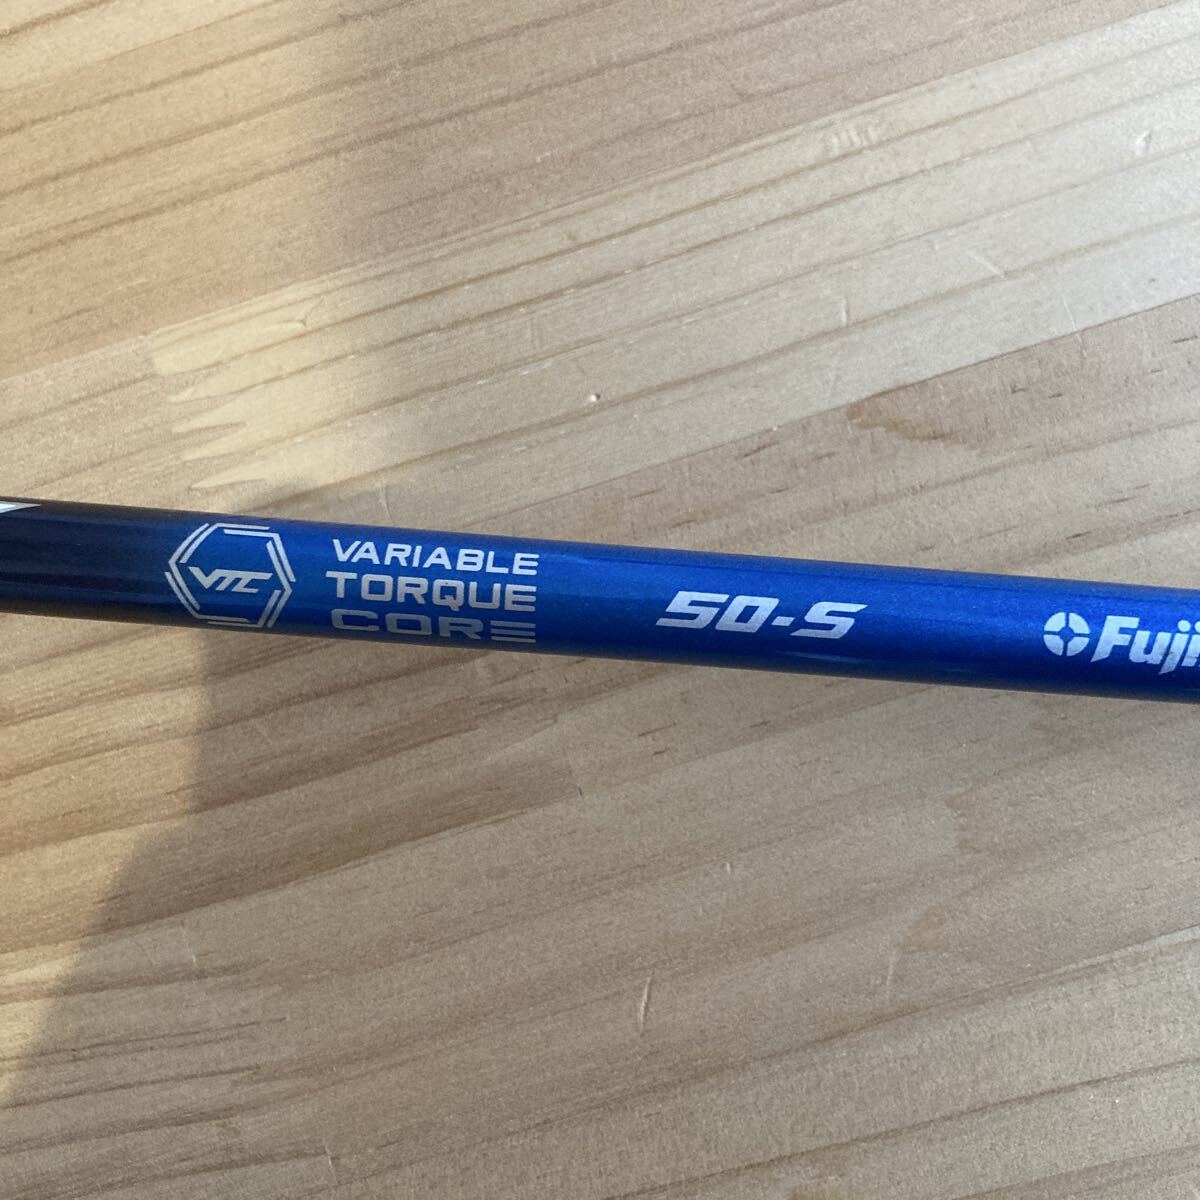 VTC
VARIABLE
TORQUE
CORE
50-S
Fuji